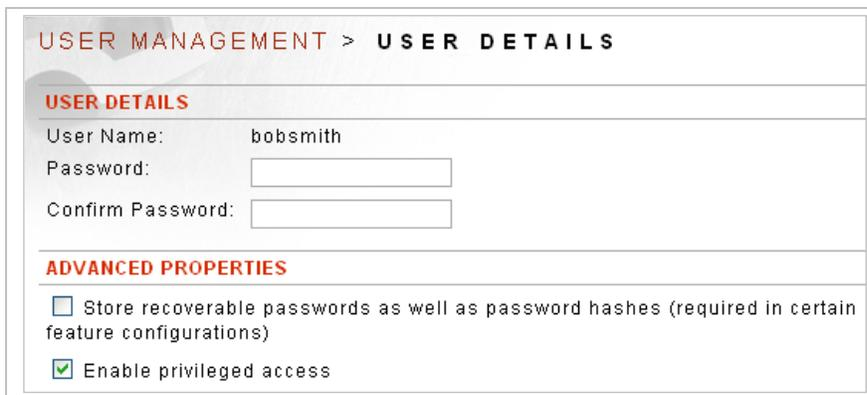 USER MANAGEMENT > USER DETAILS
USER DETAILS
User Name: bobsmith
Password:
Confirm Password:
ADVANCED PROPERTIES
Store recoverable passwords as well as password hashes (required in certain
feature configurations)
Enable privileged access